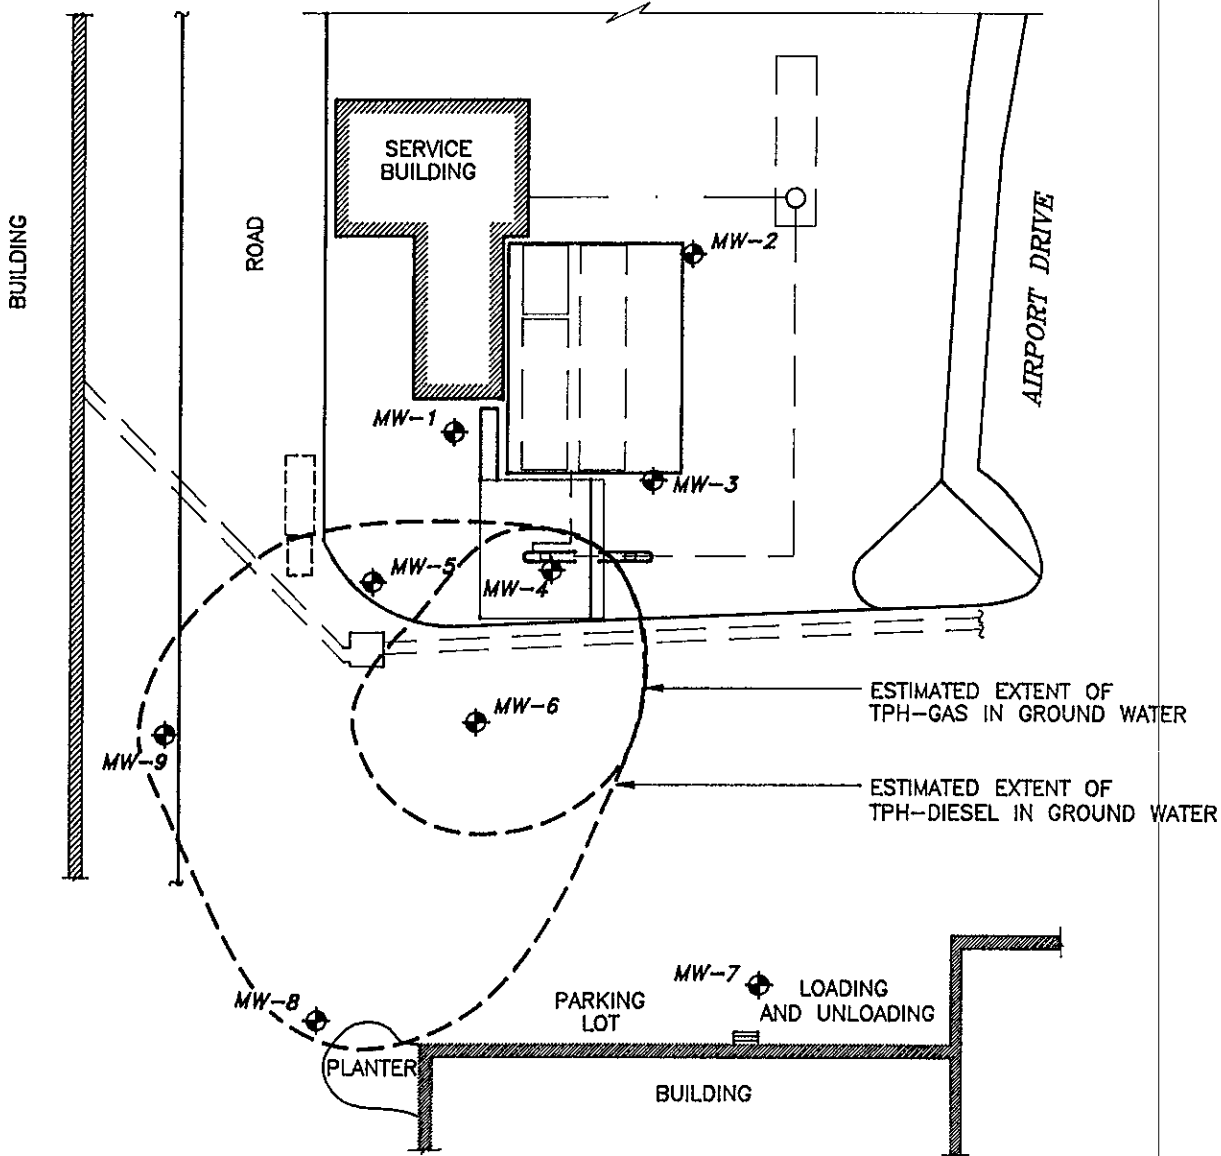 SERVICE
BUILDING
BUILDING
ROAD
MW-2
AIRPORT DRIVE
MW-1
MW-3
MW-5
MW-4
ESTIMATED EXTENT OF
TPH-GAS IN GROUND WATER
MW-6
MW-9
ESTIMATED EXTENT OF
TPH-DIESEL IN GROUND WATER
MW-7
LOADING
AND UNLOADING
PARKING
LOT
MW-8
PLANTER
BUILDING